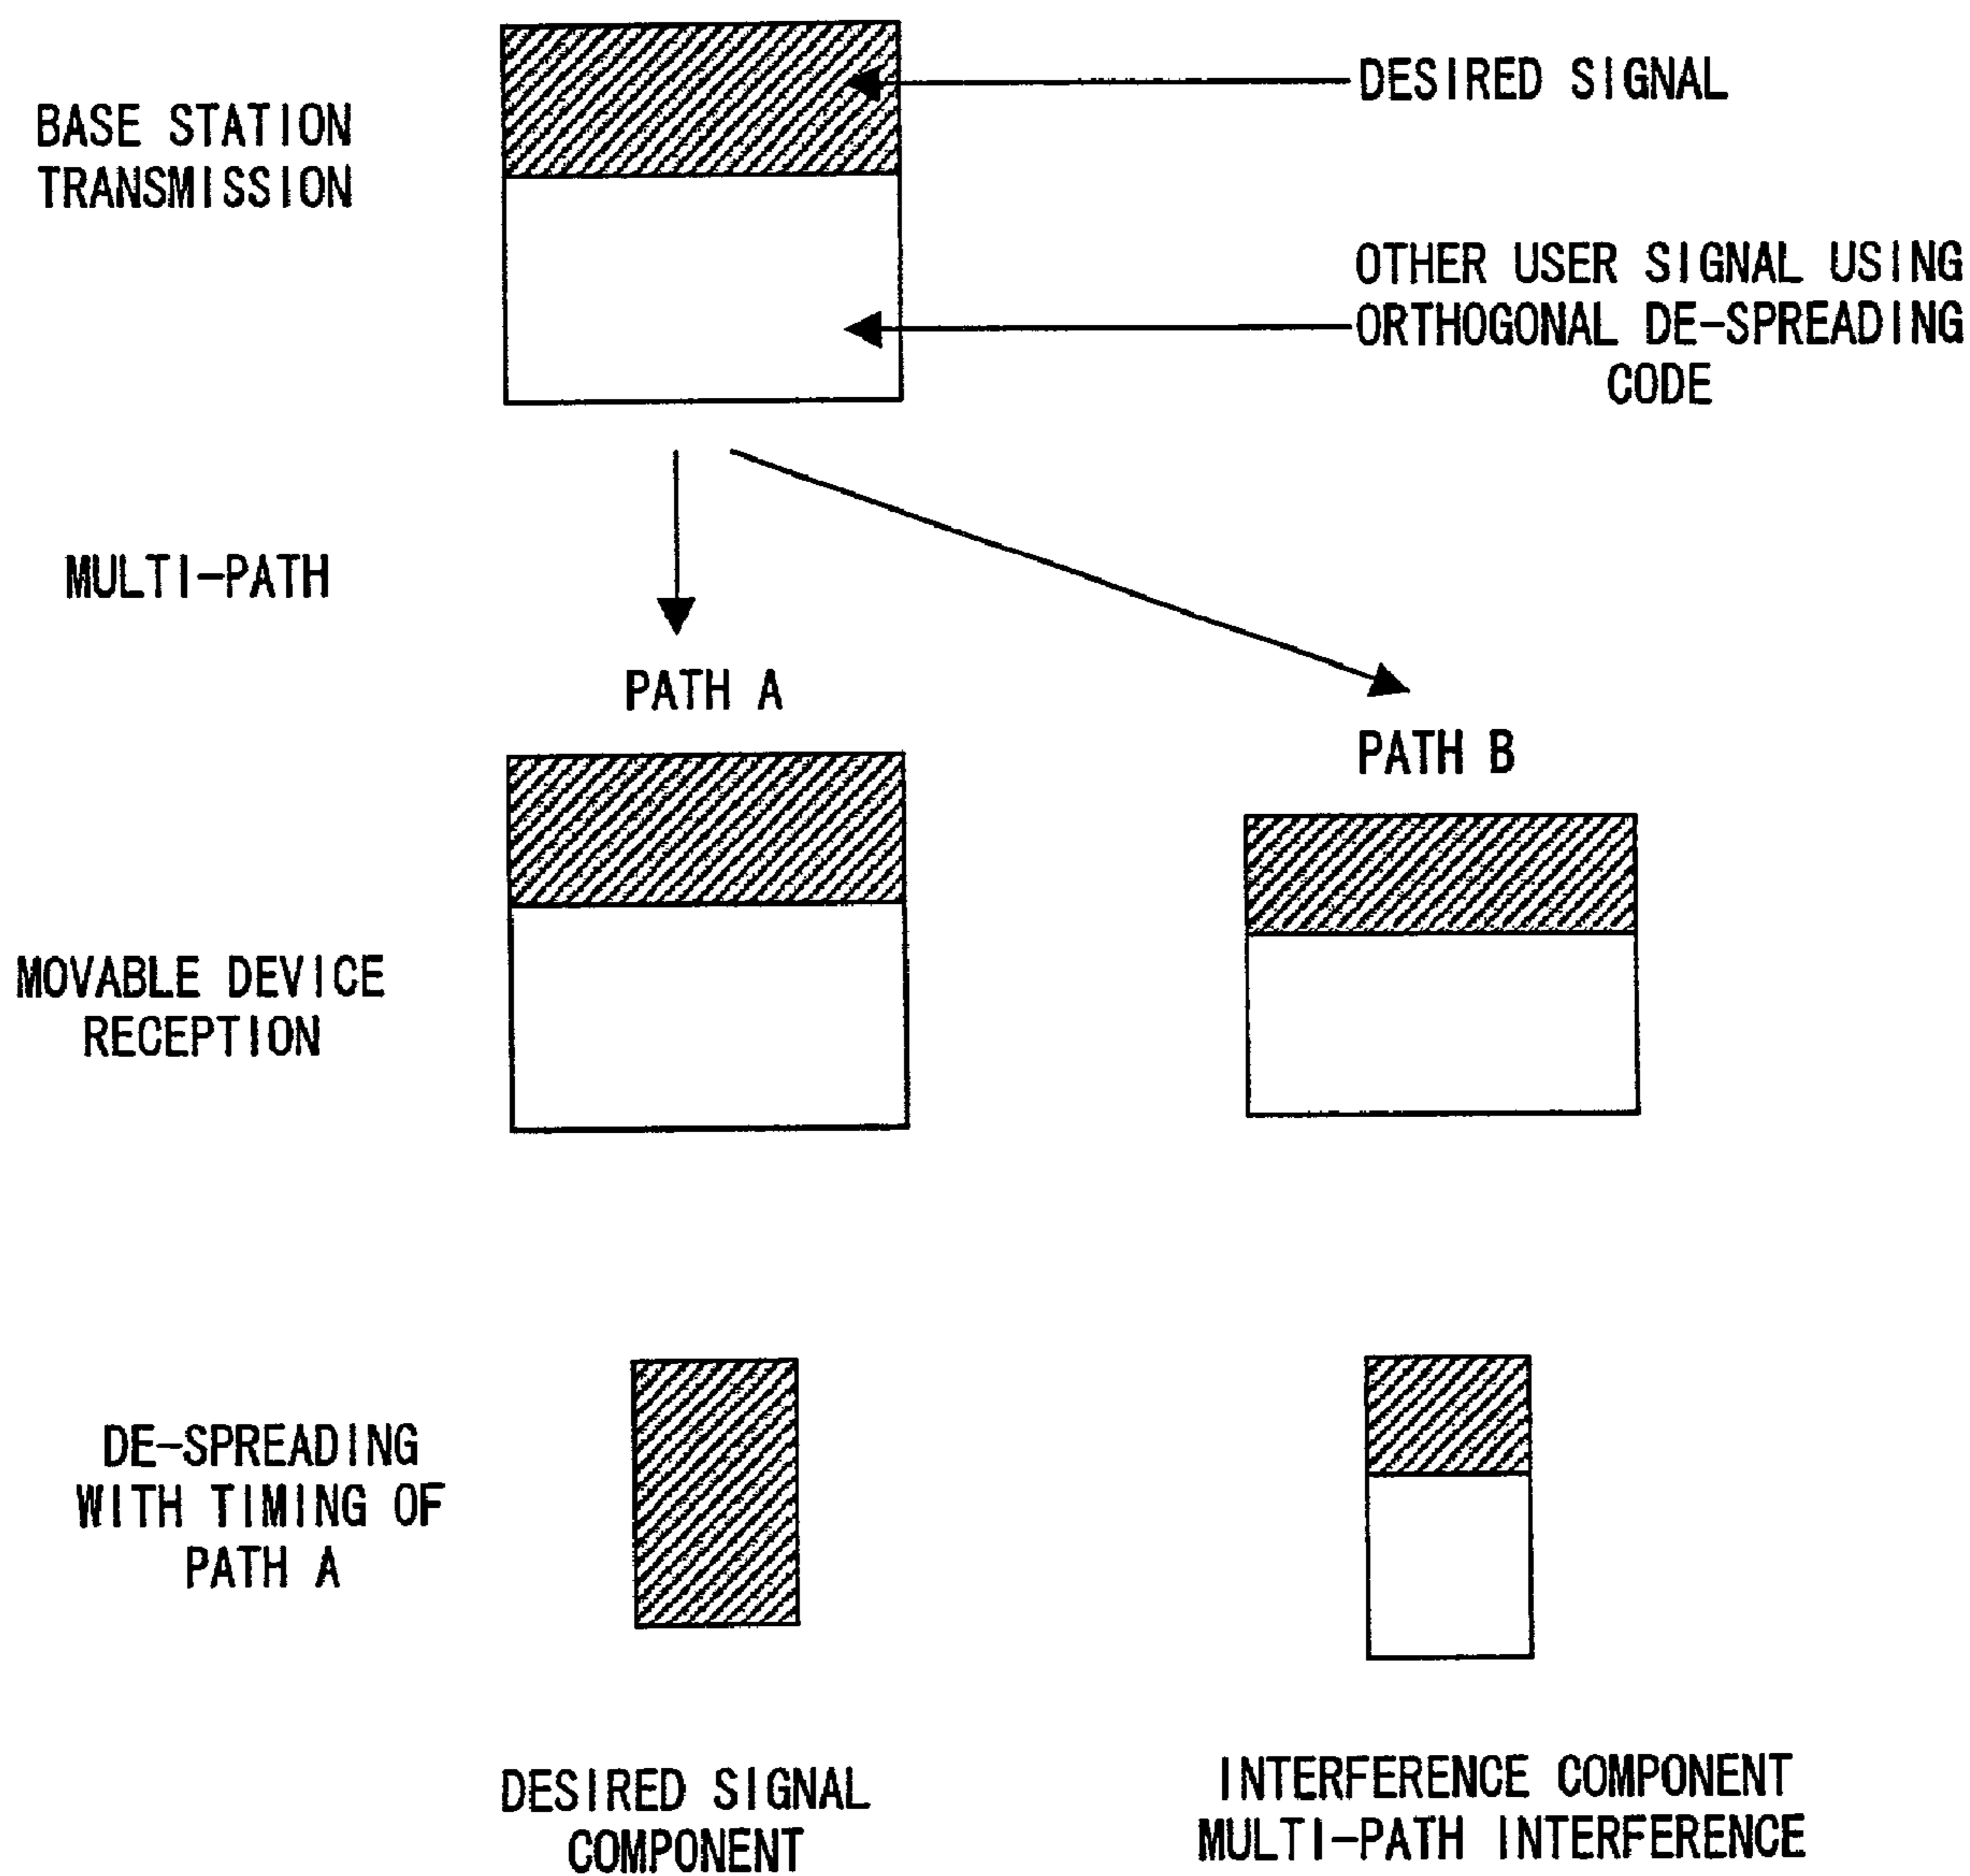 BASE STATION
TRANSMISSION
DESIRED SIGNAL
OTHER USER SIGNAL USING
ORTHOGONAL DE-SPREADING
CODE
MULTI-PATH
PATH A
PATH B
MOVABLE DEVICE
RECEPTION
DE-SPREADING
WITH TIMING OF
PATH A
DESIRED SIGNAL
COMPONENT
INTERFERENCE COMPONENT
MULTI-PATH INTERFERENCE